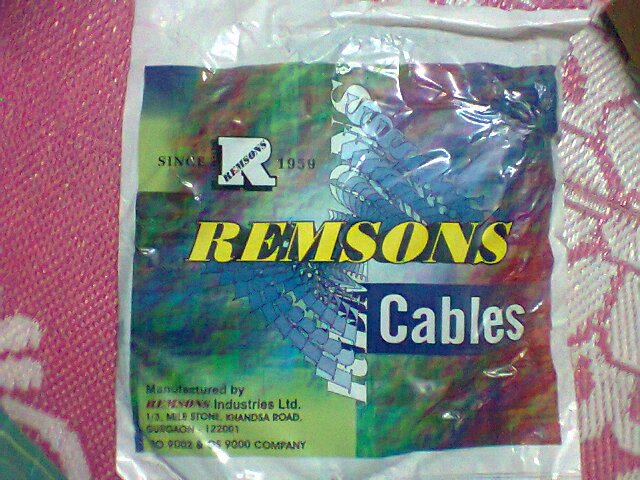 SINCE R REMSONS 1959
REMSONS
Cables
Manufactured by
REMSONS Industries Ltd.
1/3, MILE STONE, KHANDSA ROAD,
GURGAON - 122001
ISO 9002 & QS 9000 COMPANY